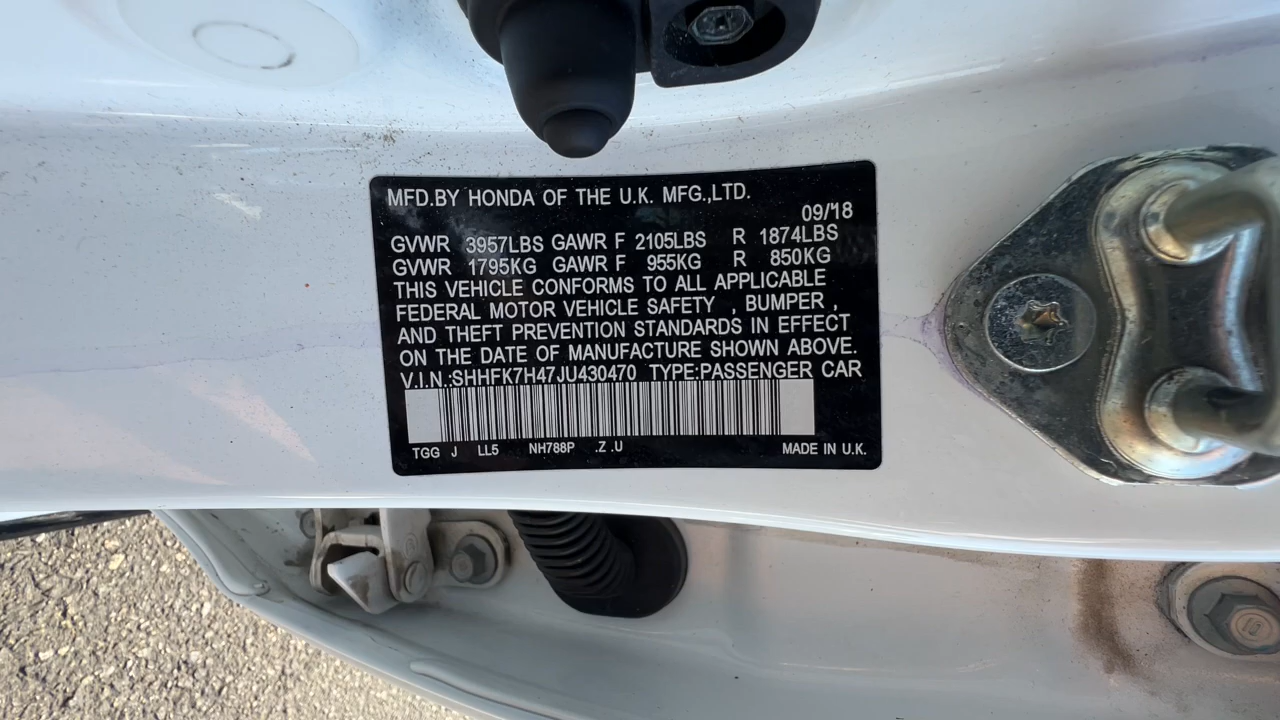 MFD.BY HONDA OF THE U.K. MFG.,LTD.
09/'18
GVWR 3957LBS GAWR F 2105LBS R 1874LBS
GVWR 1795KG GAWR F 955KG R 850KG
THIS VEHICLE CONFORMS TO ALL APPLICABLE
FEDERAL MOTOR VEHICLE SAFETY , BUMPER ,
AND THEFT PREVENTION STANDARDS IN EFFECT
ON THE DATE OF MANUFACTURE SHOWN ABOVE.
V.I.N.:SHHFK7H47JU430470 TYPE:PASSENGER CAR
TGG J LL5 NH788P .Z .U MADE IN U.K.